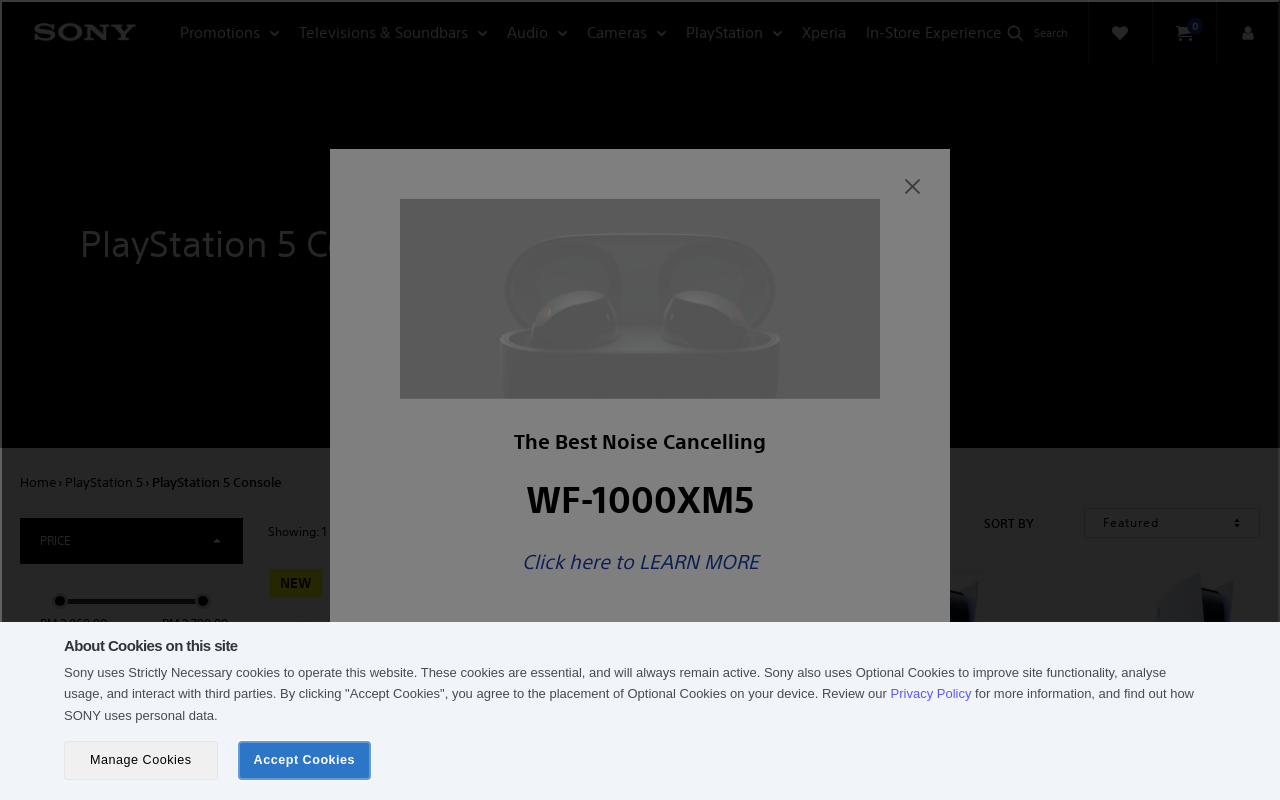 SONY
Promotions
Televisions & Soundbars
Audio
Cameras
PlayStation
Xperia
In-Store Experience
Search
0
PlayStation 5 C
The Best Noise Cancelling
WF-1000XM5
Click here to LEARN MORE
Home › PlayStation 5 › PlayStation 5 Console
PRICE
Showing: 1
SORT BY
Featured
NEW
About Cookies on this site
Sony uses Strictly Necessary cookies to operate this website. These cookies are essential, and will always remain active. Sony also uses Optional Cookies to improve site functionality, analyse
usage, and interact with third parties. By clicking "Accept Cookies", you agree to the placement of Optional Cookies on your device. Review our Privacy Policy for more information, and find out how
SONY uses personal data.
Manage Cookies
Accept Cookies